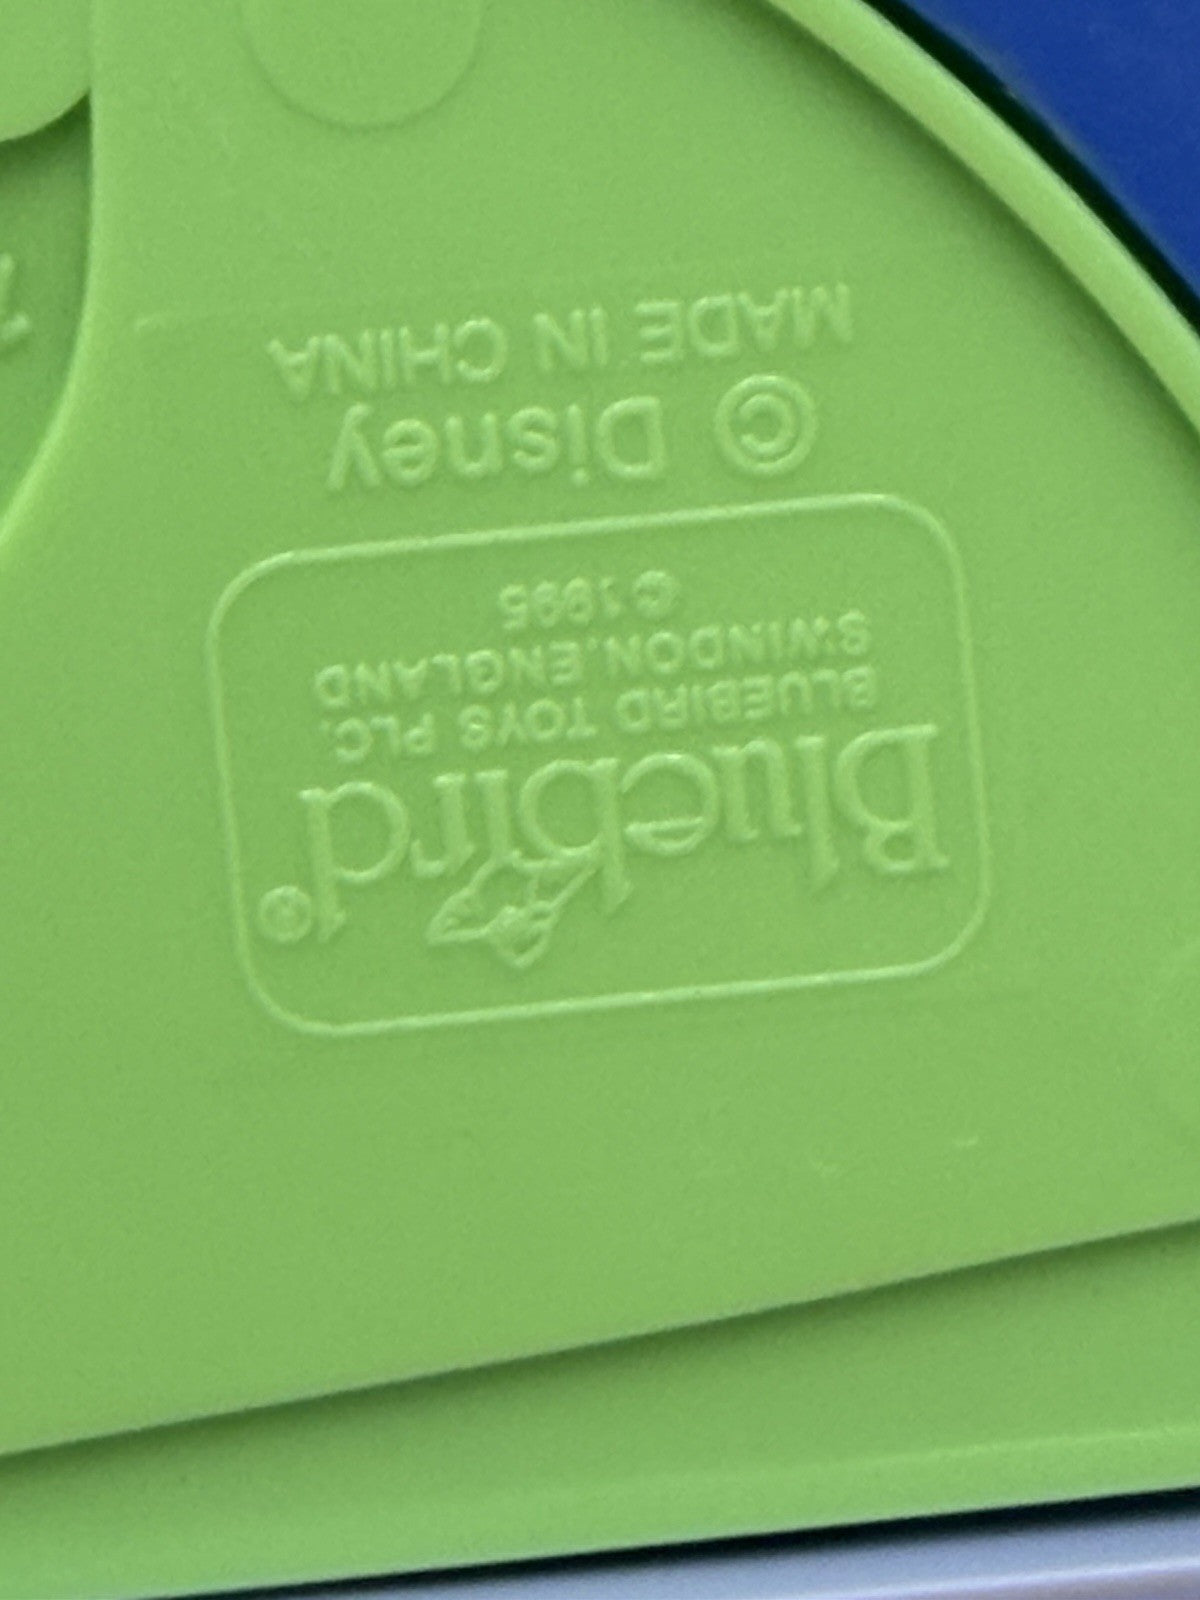 Bluebird®
BLUEBIRD TOYS PLC.
SWINDON.ENGLAND
©1995
© Disney
MADE IN CHINA